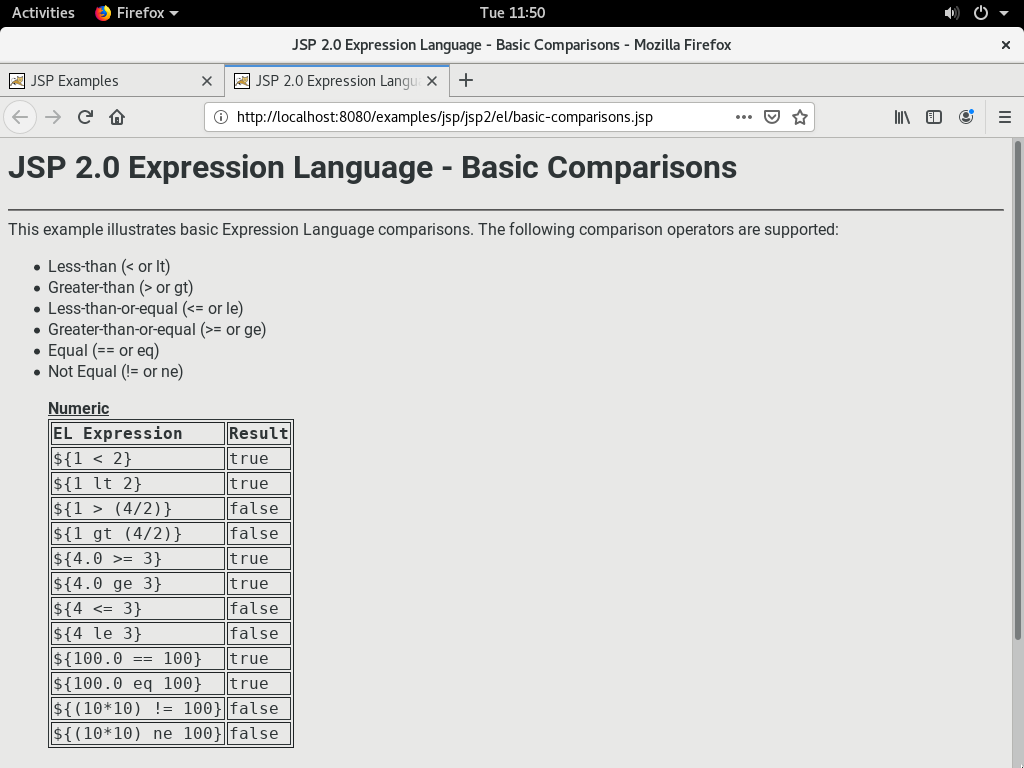 Activities Firefox Tue 11:50
JSP 2.0 Expression Language - Basic Comparisons - Mozilla Firefox
JSP Examples JSP 2.0 Expression Langu
http://localhost:8080/examples/jsp/jsp2/el/basic-comparisons.jsp
JSP 2.0 Expression Language - Basic Comparisons
This example illustrates basic Expression Language comparisons. The following comparison operators are supported:
• Less-than (< or lt)
• Greater-than (> or gt)
• Less-than-or-equal (<= or le)
• Greater-than-or-equal (>= or ge)
• Equal (== or eq)
• Not Equal (!= or ne)
Numeric
EL Expression Result
${1 < 2} true
${1 lt 2} true
${1 > (4/2)} false
${1 gt (4/2)} false
${4.0 >= 3} true
${4.0 ge 3} true
${4 <= 3} false
${4 le 3} false
${100.0 == 100} true
${100.0 eq 100} true
${(10*10) != 100} false
${(10*10) ne 100} false